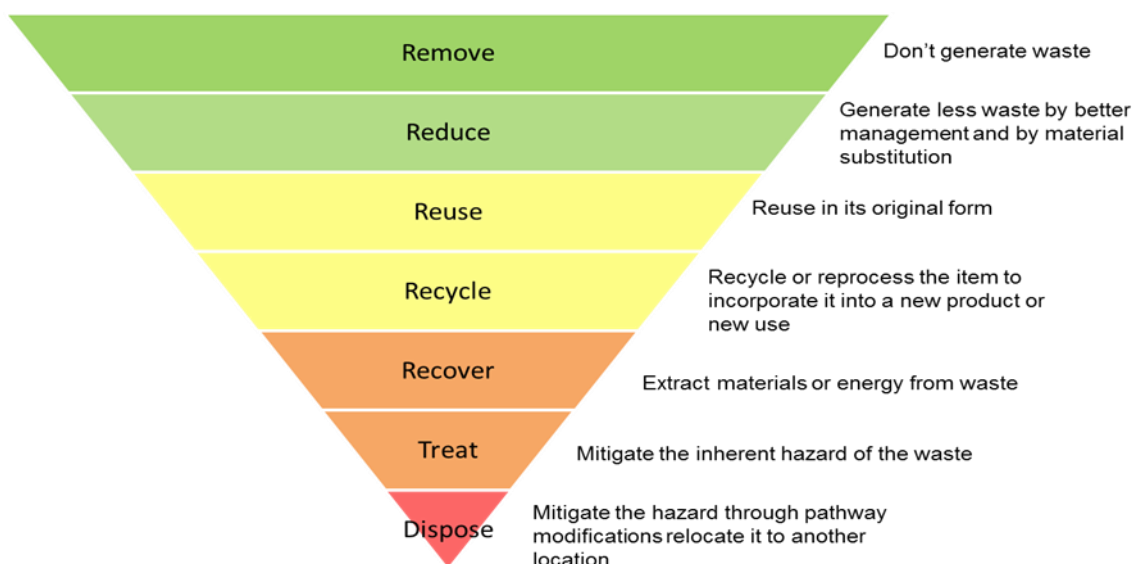 Remove
Don’t generate waste
Reduce
Generate less waste by better
management and by material
substitution
Reuse
Reuse in its original form
Recycle
Recycle or reprocess the item to
incorporate it into a new product or
new use
Recover
Extract materials or energy from waste
Treat
Mitigate the inherent hazard of the waste
Dispose
Mitigate the hazard through pathway
modifications relocate it to another
location